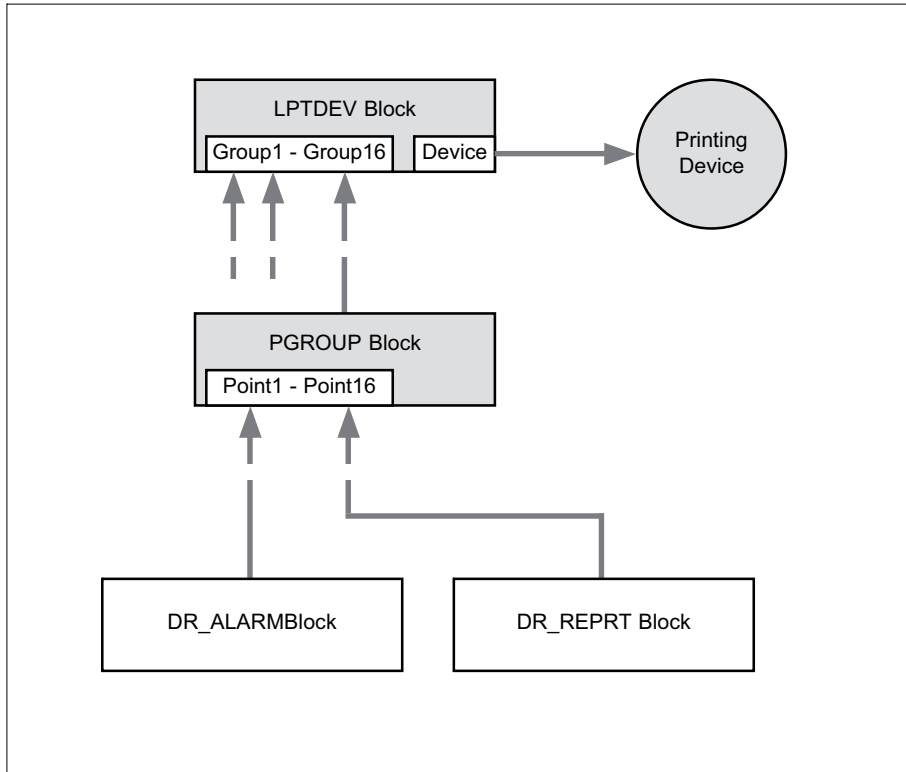 LPTDEV Block
Group1 - Group16
Device
Printing
Device
PGROUP Block
Point1 - Point16
DR_ALARMBlock
DR_REPRT Block